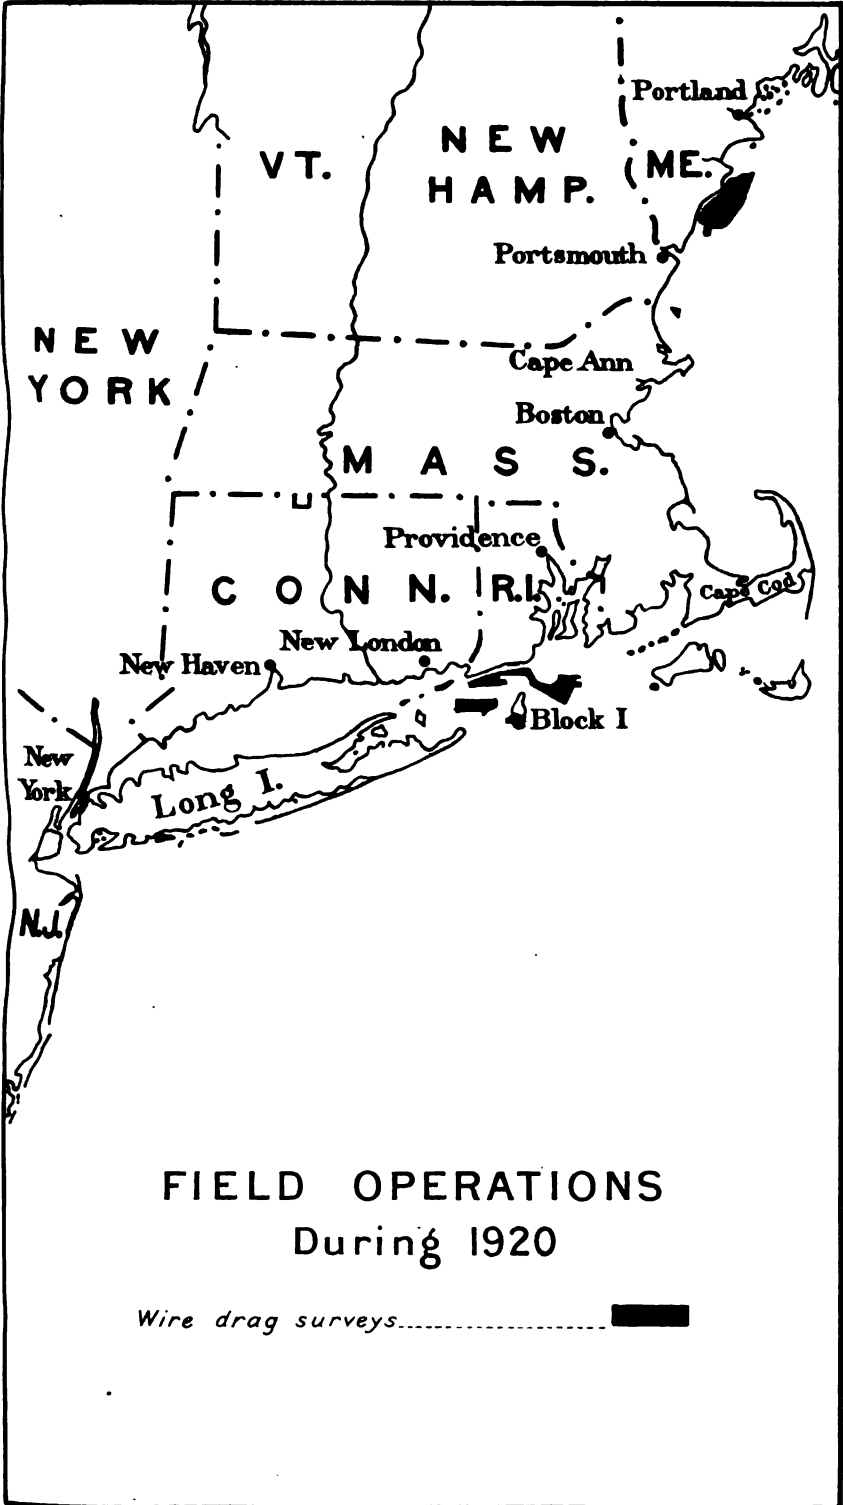 Portland
NEW
HAMP.
VT.
ME.
Portsmouth
NEW
YORK
Cape Ann
Boston
MASS.
Providence
CONN.
R.I.
Cape Cod
New London
New Haven
Block I
New
York
Long I.
N.J.
FIELD OPERATIONS
During 1920
Wire drag surveys